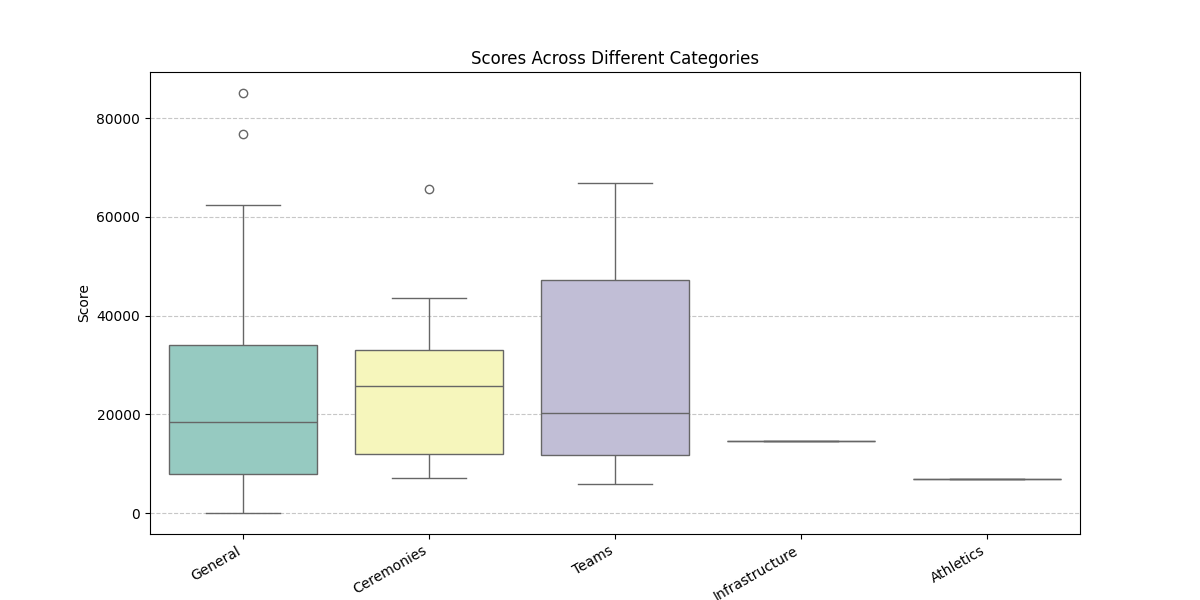 Scores Across Different Categories
Score
80000
60000
40000
20000
0
General
Ceremonies
Teams
Infrastructure
Athletics